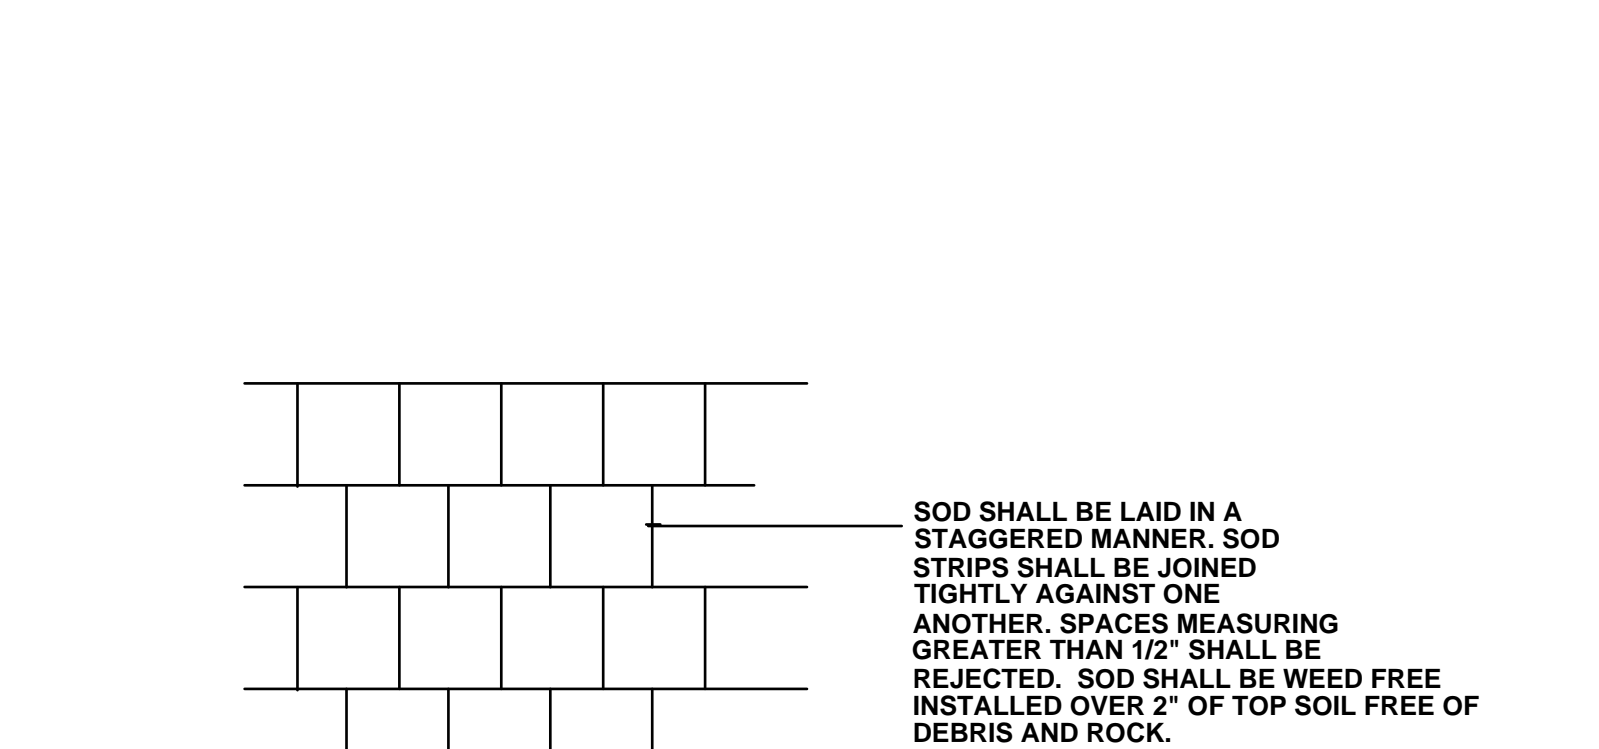 SOD SHALL BE LAID IN A
STAGGERED MANNER. SOD
STRIPS SHALL BE JOINED
TIGHTLY AGAINST ONE
ANOTHER. SPACES MEASURING
GREATER THAN 1/2" SHALL BE
REJECTED.  SOD SHALL BE WEED FREE
INSTALLED OVER 2" OF TOP SOIL FREE OF
DEBRIS AND ROCK.